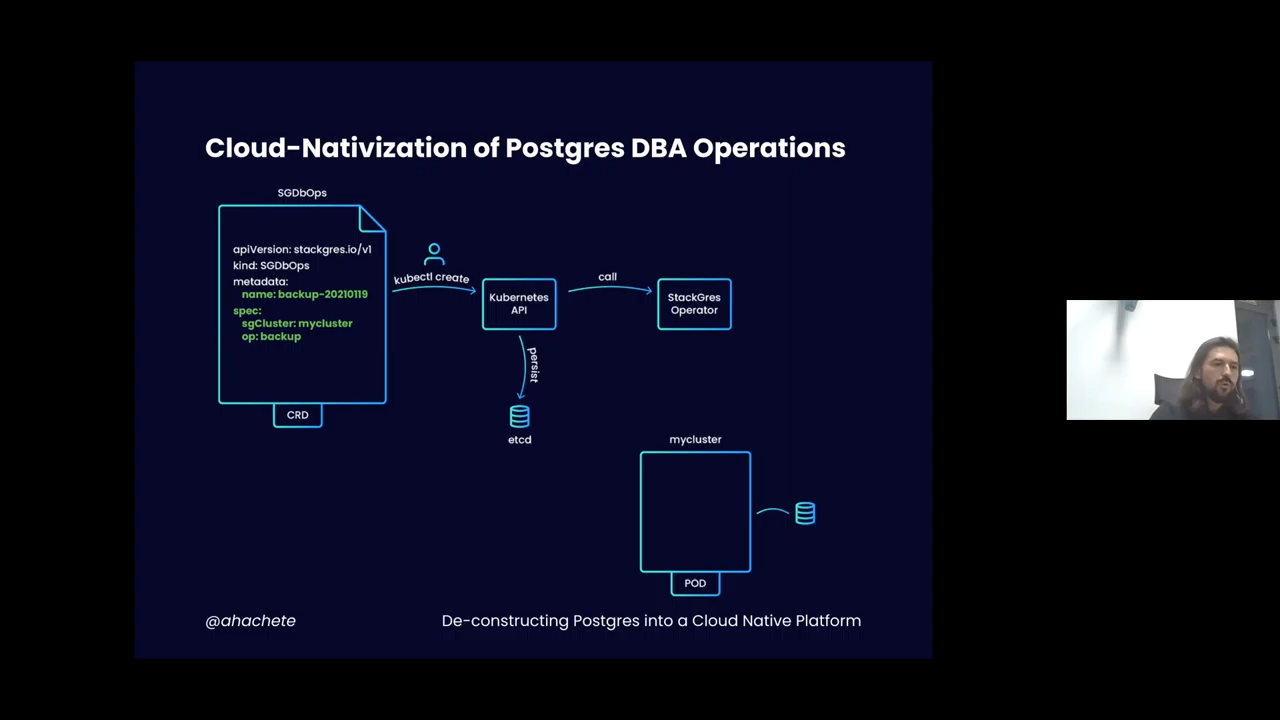 Cloud-Nativization of Postgres DBA Operations
SGDbOps
apiVersion: stackgres.io/v1
kind: SGDbOps
metadata:
name: backup-20210119
spec:
sgCluster: mycluster
op: backup
CRD
kubectl create
Kubernetes
API
call
StackGres
Operator
persist
etcd
mycluster
POD
@ahachete
De-constructing Postgres into a Cloud Native Platform